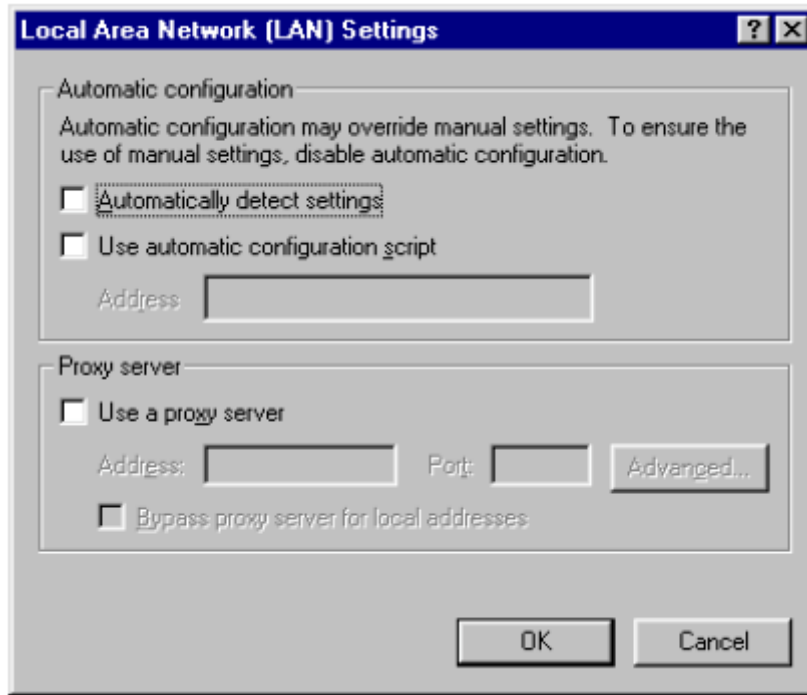 Local Area Network (LAN) Settings
Automatic configuration
Automatic configuration may override manual settings. To ensure the
use of manual settings, disable automatic configuration.
Automatically detect settings
Use automatic configuration script
Address
Proxy server
Use a proxy server
Address: Port: Advanced...
Bypass proxy server for local addresses
OK Cancel